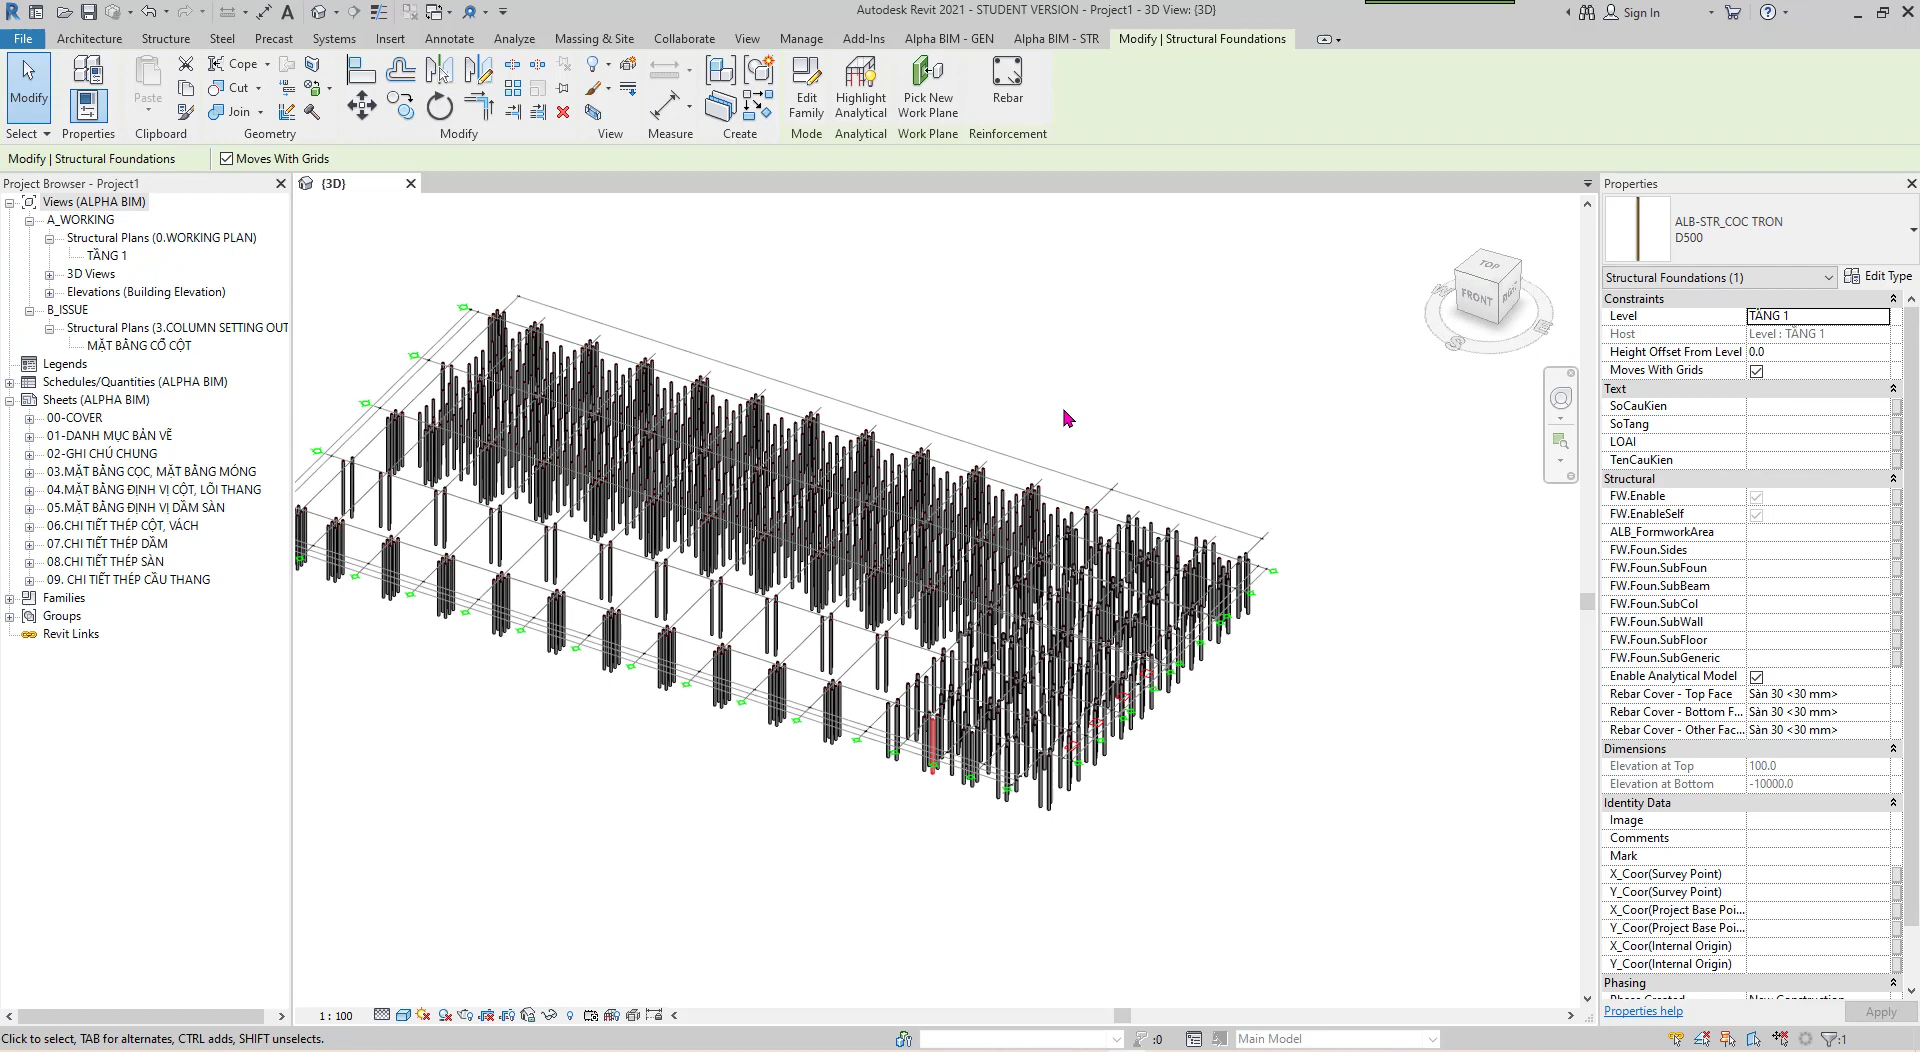 Autodesk Revit 2021 - STUDENT VERSION - Project1 - 3D View: {3D}
Sign In
File Architecture Structure Steel Precast Systems Insert Annotate Analyze Massing & Site Collaborate View Manage Add-Ins Alpha BIM - GEN Alpha BIM - STR Modify | Structural Foundations
Modify
Paste
Cope
Cut
Join
Edit Family
Highlight Analytical
Pick New Work Plane
Rebar
Select Properties Clipboard Geometry Modify View Measure Create Mode Analytical Work Plane Reinforcement
Modify | Structural Foundations Moves With Grids
Project Browser - Project1
Views (ALPHA BIM)
A_WORKING
Structural Plans (0.WORKING PLAN)
TẦNG 1
3D Views
Elevations (Building Elevation)
B_ISSUE
Structural Plans (3.COLUMN SETTING OUT
MẶT BẰNG CỔ CỘT
Legends
Schedules/Quantities (ALPHA BIM)
Sheets (ALPHA BIM)
00-COVER
01-DANH MỤC BẢN VẼ
02-GHI CHÚ CHUNG
03.MẶT BẰNG CỌC, MẶT BẰNG MÓNG
04.MẶT BẰNG ĐỊNH VỊ CỘT, LÕI THANG
05.MẶT BẰNG ĐỊNH VỊ DẦM SÀN
06.CHI TIẾT THÉP CỘT, VÁCH
07.CHI TIẾT THÉP DẦM
08.CHI TIẾT THÉP SÀN
09. CHI TIẾT THÉP CẦU THANG
Families
Groups
Revit Links
{3D}
TOP
FRONT
RIGHT
S
E
Properties
ALB-STR_COC TRON
D500
Structural Foundations (1) Edit Type
Constraints
Level TẦNG 1
Host Level : TẦNG 1
Height Offset From Level 0.0
Moves With Grids
Text
SoCauKien
SoTang
LOAI
TenCauKien
Structural
FW.Enable
FW.EnableSelf
ALB_FormworkArea
FW.Foun.Sides
FW.Foun.SubFoun
FW.Foun.SubBeam
FW.Foun.SubCol
FW.Foun.SubWall
FW.Foun.SubFloor
FW.Foun.SubGeneric
Enable Analytical Model
Rebar Cover - Top Face Sàn 30 <30 mm>
Rebar Cover - Bottom F... Sàn 30 <30 mm>
Rebar Cover - Other Fac... Sàn 30 <30 mm>
Dimensions
Elevation at Top 100.0
Elevation at Bottom -10000.0
Identity Data
Image
Comments
Mark
X_Coor(Survey Point)
Y_Coor(Survey Point)
X_Coor(Project Base Poi...
Y_Coor(Project Base Poi...
X_Coor(Internal Origin)
Y_Coor(Internal Origin)
Phasing
Phase Created New Construction
Properties help Apply
1 : 100
Click to select, TAB for alternates, CTRL adds, SHIFT unselects.
:0
Main Model
:1